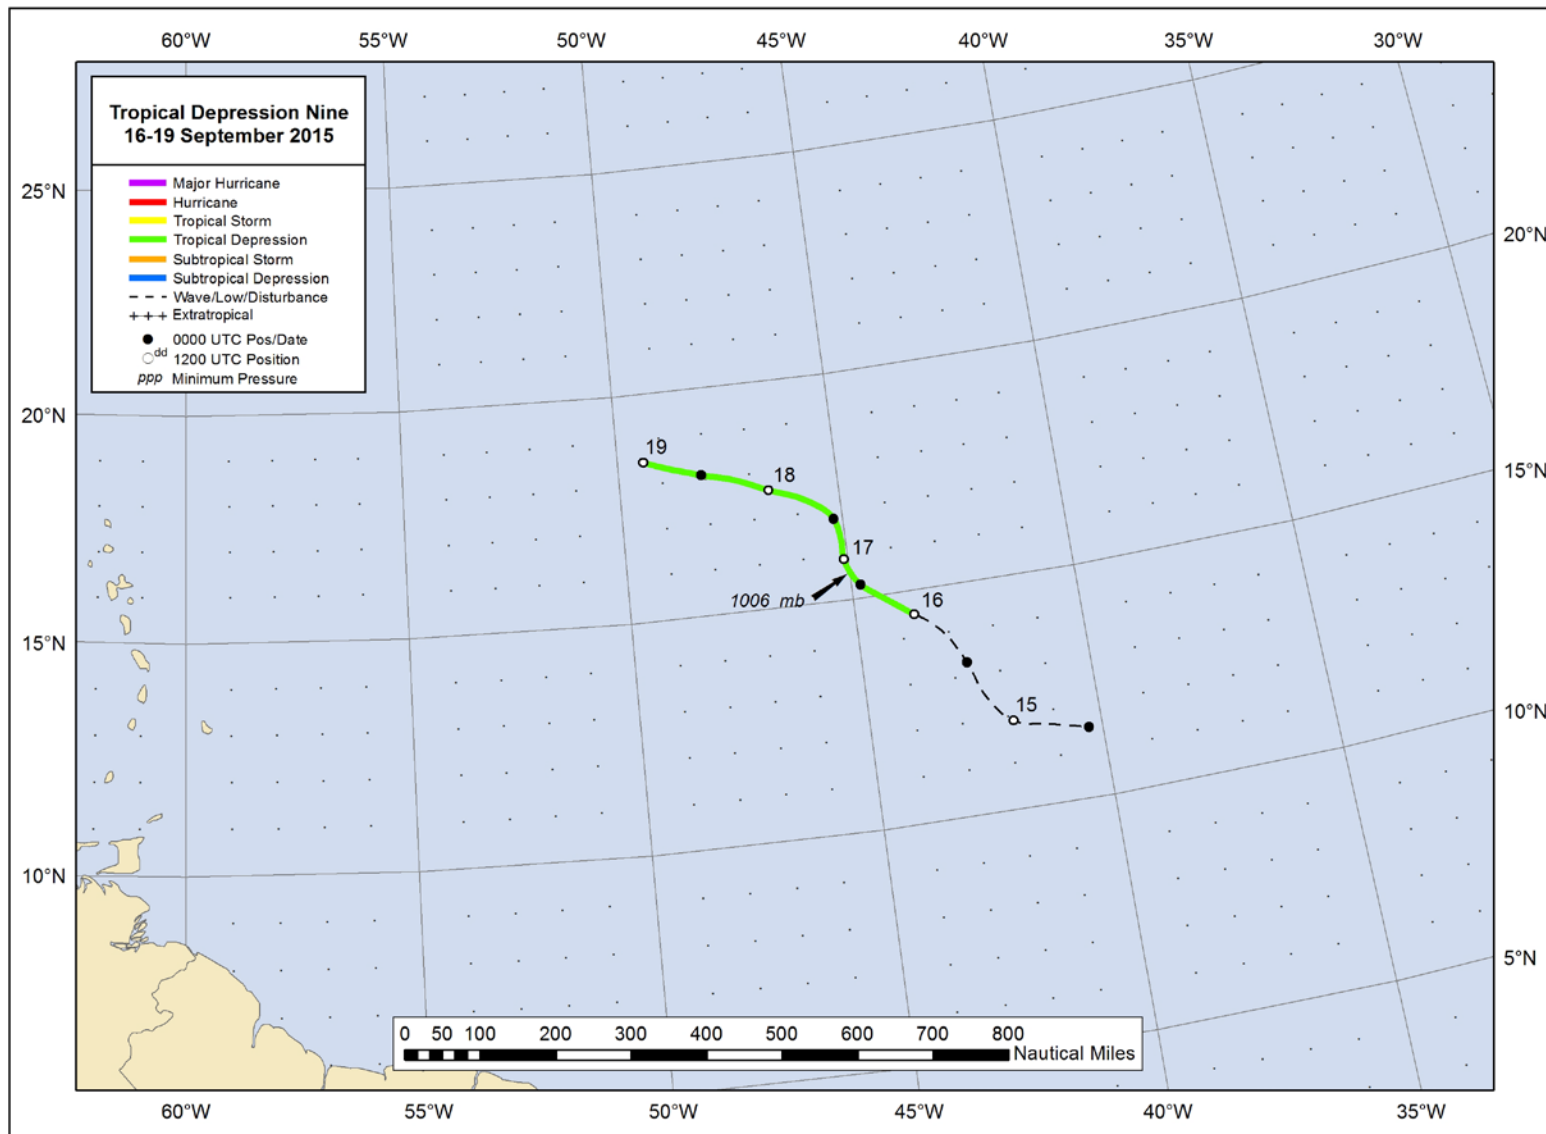 60°W 55°W 50°W 45°W 40°W 35°W 30°W
Tropical Depression Nine
16-19 September 2015
Major Hurricane
Hurricane
Tropical Storm
Tropical Depression
Subtropical Storm
Subtropical Depression
Wave/Low/Disturbance
+++ Extratropical
0000 UTC Pos/Date
dd
1200 UTC Position
ppp Minimum Pressure
25°N
20°N
20°N
19
15°N
18
17
1006 mb
16
15°N
15
10°N
10°N
5°N
0 50 100 200 300 400 500 600 700 800
Nautical Miles
60°W 55°W 50°W 45°W 40°W 35°W